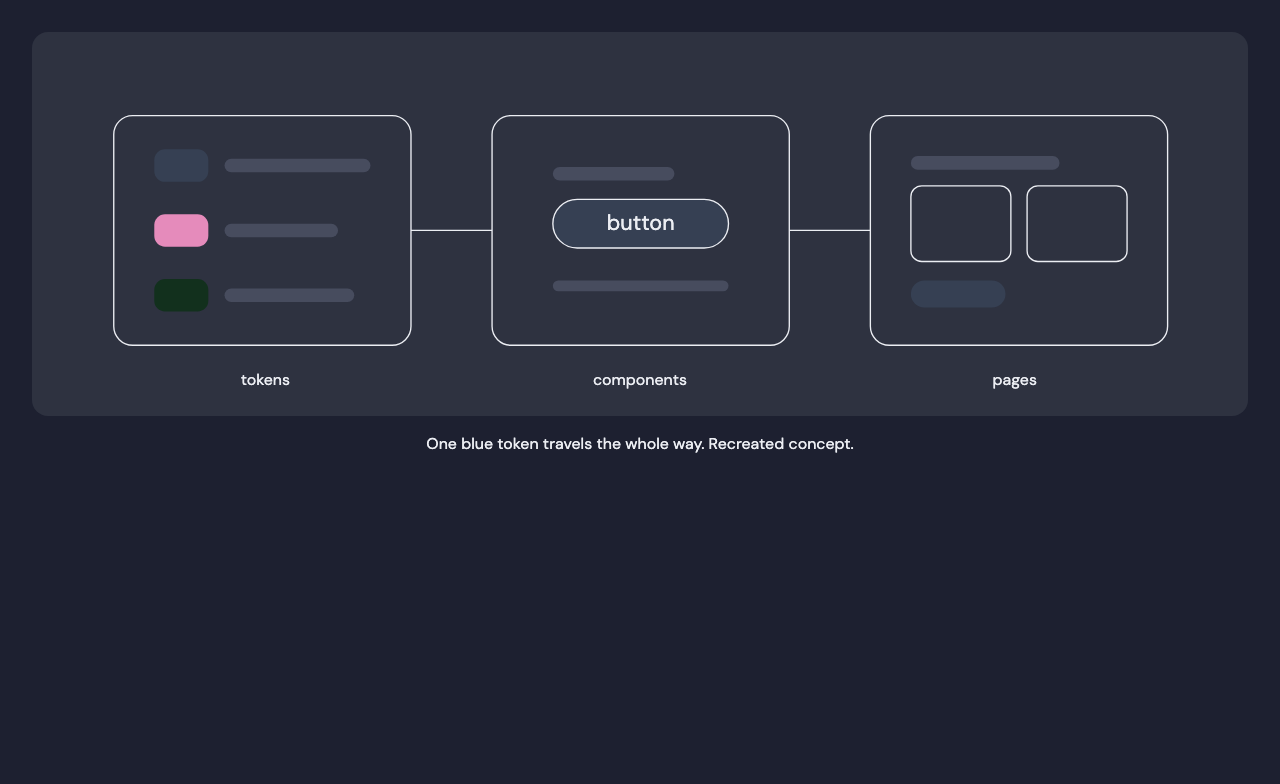 button
tokens
components
pages
One blue token travels the whole way. Recreated concept.